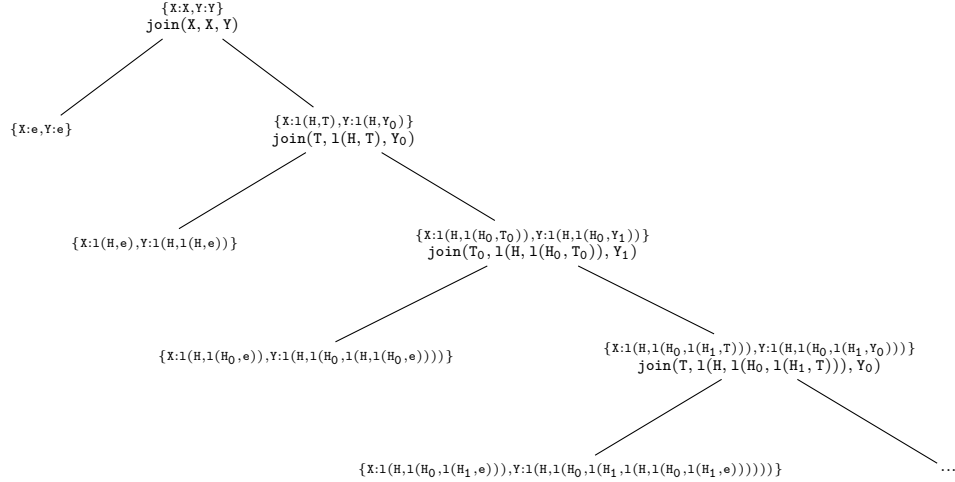 {X:X,Y:Y}
join(X, X, Y)
{X:e,Y:e}
{X:l(H,T),Y:l(H,Y₀)}
join(T, l(H, T), Y₀)
{X:l(H,e),Y:l(H,l(H,e))}
{X:l(H,l(H₀,T₀)),Y:l(H,l(H₀,Y₁))}
join(T₀, l(H, l(H₀, T₀)), Y₁)
{X:l(H,l(H₀,e)),Y:l(H,l(H₀,l(H,l(H₀,e))))}
{X:l(H,l(H₀,l(H₁,T))),Y:l(H,l(H₀,l(H₁,Y₀)))}
join(T, l(H, l(H₀, l(H₁, T))), Y₀)
{X:l(H,l(H₀,l(H₁,e))),Y:l(H,l(H₀,l(H₁,l(H,l(H₀,l(H₁,e))))))}
...